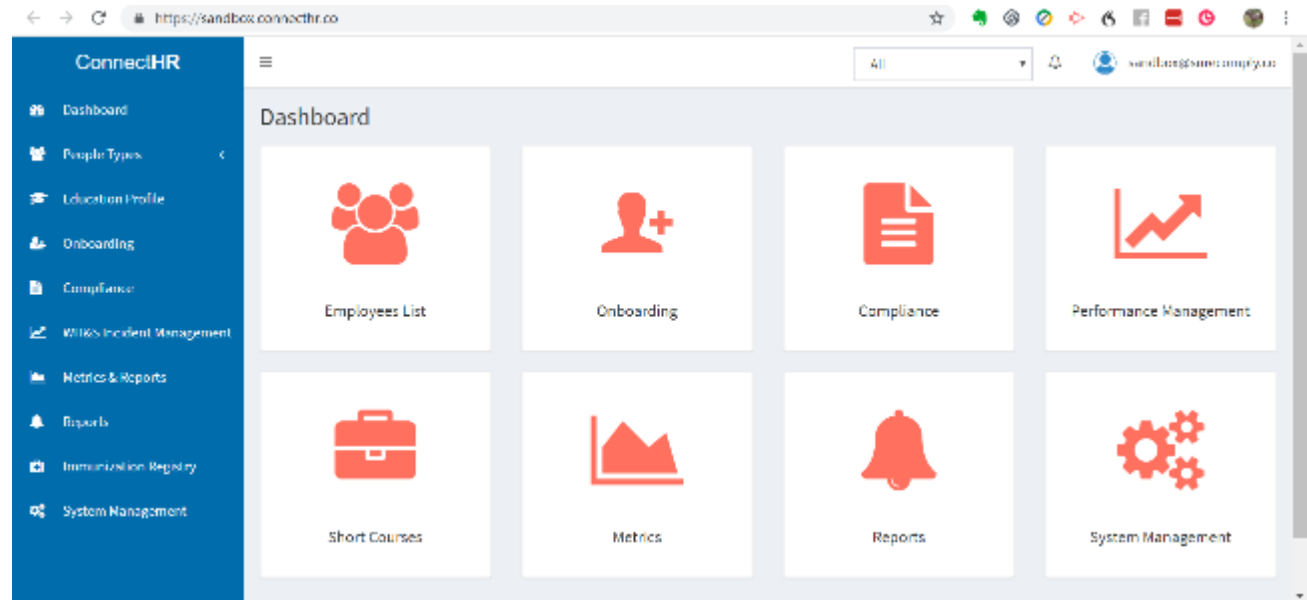 https://sandbox.connecthr.co
ConnectHR
All
Dashboard
People Types
Education Profile
Onboarding
Compliance
WH&S Incident Management
Metrics & Reports
Reports
Immunization Registry
System Management
Dashboard
Employees List
Onboarding
Compliance
Performance Management
Short Courses
Metrics
Reports
System Management